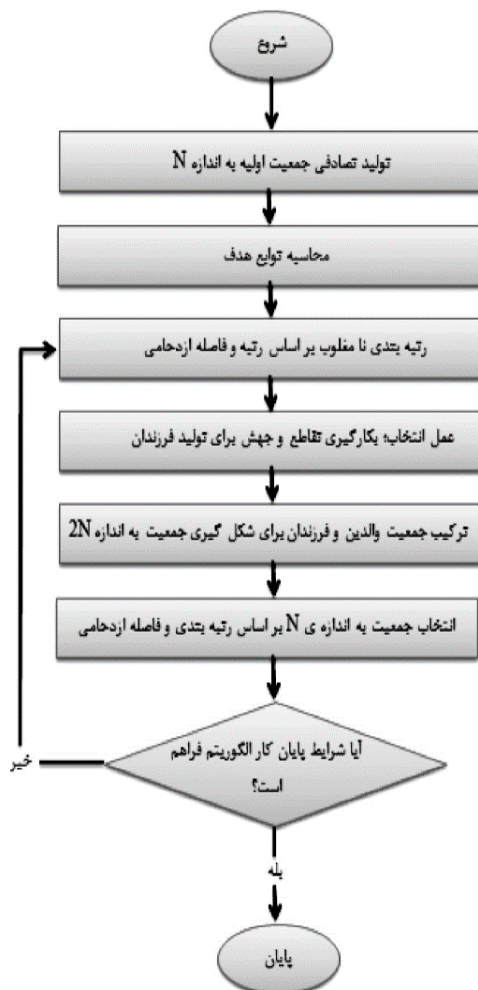 شروع
تولید تصادفی جمعیت اولیه به اندازه N
محاسبه توابع هدف
رتبه بندی نا مغلوب بر اساس رتبه و فاصله ازدحامی
عمل انتخاب؛ بکارگیری تقاطع و جهش برای تولید فرزندان
ترکیب جمعیت والدین و فرزندان برای شکل گیری جمعیت به اندازه 2N
انتخاب جمعیت به اندازه ی N بر اساس رتبه بندی و فاصله ازدحامی
آیا شرایط پایان کار الگوریتم فراهم
است؟
خیر
بله
پایان